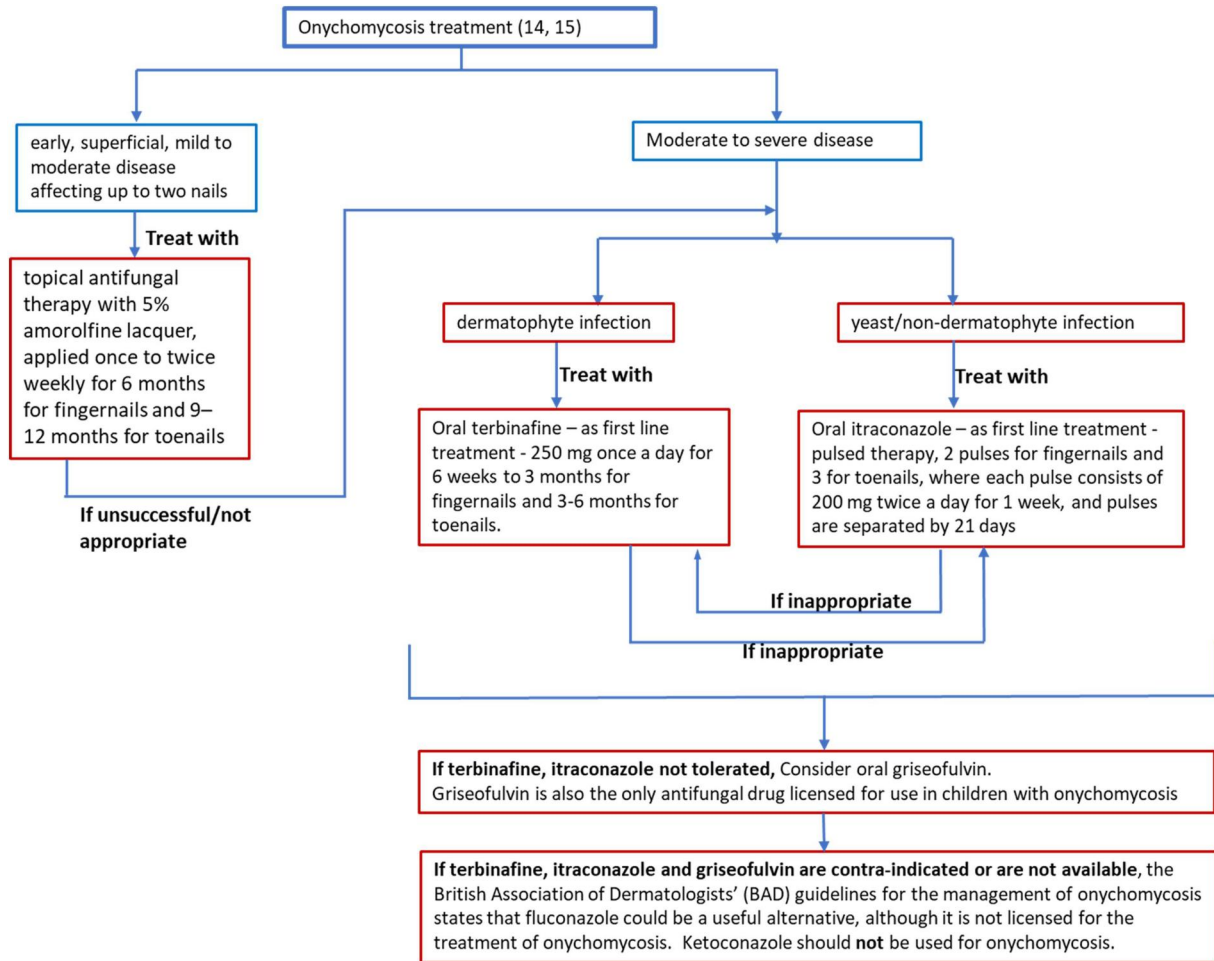 Onychomycosis treatment (14, 15)
early, superficial, mild to
moderate disease
affecting up to two nails
Moderate to severe disease
Treat with
topical antifungal
therapy with 5%
amorolfine lacquer,
applied once to twice
weekly for 6 months
for fingernails and 9–
12 months for toenails
If unsuccessful/not
appropriate
dermatophyte infection
yeast/non-dermatophyte infection
Treat with
Treat with
Oral terbinafine – as first line
treatment - 250 mg once a day for
6 weeks to 3 months for
fingernails and 3-6 months for
toenails.
Oral itraconazole – as first line treatment -
pulsed therapy, 2 pulses for fingernails and
3 for toenails, where each pulse consists of
200 mg twice a day for 1 week, and pulses
are separated by 21 days
If inappropriate
If inappropriate
If terbinafine, itraconazole not tolerated, Consider oral griseofulvin.
Griseofulvin is also the only antifungal drug licensed for use in children with onychomycosis
If terbinafine, itraconazole and griseofulvin are contra-indicated or are not available, the
British Association of Dermatologists’ (BAD) guidelines for the management of onychomycosis
states that fluconazole could be a useful alternative, although it is not licensed for the
treatment of onychomycosis.  Ketoconazole should not be used for onychomycosis.